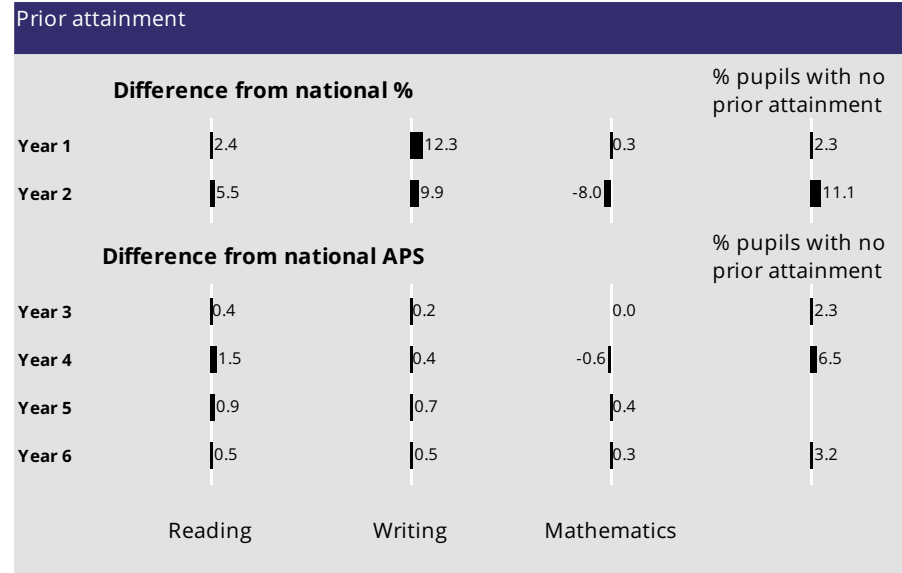 Prior attainment
Difference from national %
% pupils with no
prior attainment
Year 1 2.4 12.3 0.3 2.3
Year 2 5.5 9.9 -8.0 11.1
Difference from national APS
% pupils with no
prior attainment
Year 3 0.4 0.2 0.0 2.3
Year 4 1.5 0.4 -0.6 6.5
Year 5 0.9 0.7 0.4
Year 6 0.5 0.5 0.3 3.2
Reading Writing Mathematics